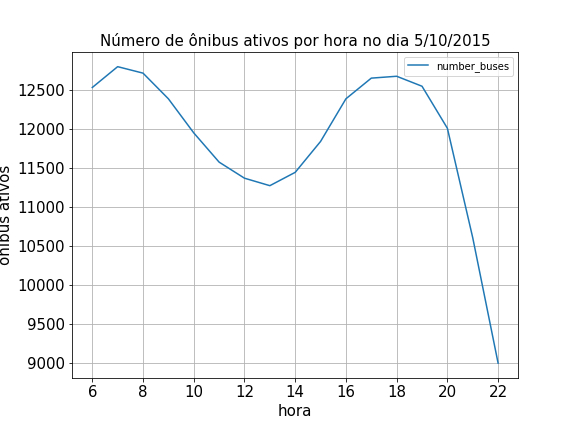 Número de ônibus ativos por hora no dia 5/10/2015
number_buses
ônibus ativos
12500
12000
11500
11000
10500
10000
9500
9000
6 8 10 12 14 16 18 20 22
hora